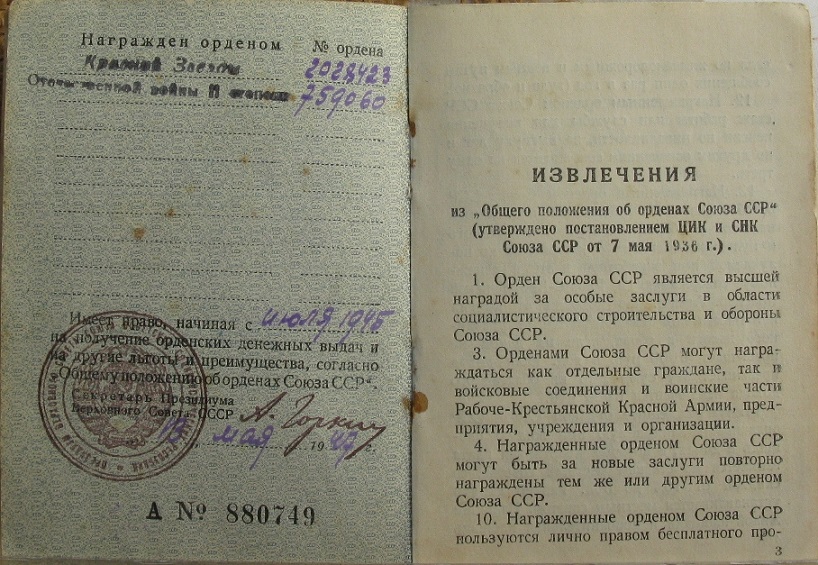 Награжден орденом № ордена
Красной Звезды 2028423
Отечественной войны II степени 759060
Имеет право, начиная с июля 1945
на получение орденских денежных выдач и
на другие льготы и преимущества, согласно
„Общему положению об орденах Союза ССР“.
Секретарь Президиума
Верховного Совета СССР А. Горкин
13 мая 1947 г.
А № 880749
ИЗВЛЕЧЕНИЯ
из „Общего положения об орденах Союза ССР“
(утверждено постановлением ЦИК и СНК
Союза ССР от 7 мая 1936 г.).
1. Орден Союза ССР является высшей
наградой за особые заслуги в области
социалистического строительства и обороны
Союза ССР.
3. Орденами Союза ССР могут награ-
ждаться как отдельные граждане, так и
войсковые соединения и воинские части
Рабоче-Крестьянской Красной Армии, пред-
приятия, учреждения и организации.
4. Награжденные орденом Союза ССР
могут быть за новые заслуги повторно
награждены тем же или другим орденом
Союза ССР.
10. Награжденные орденом Союза ССР
пользуются лично правом бесплатного про-
3